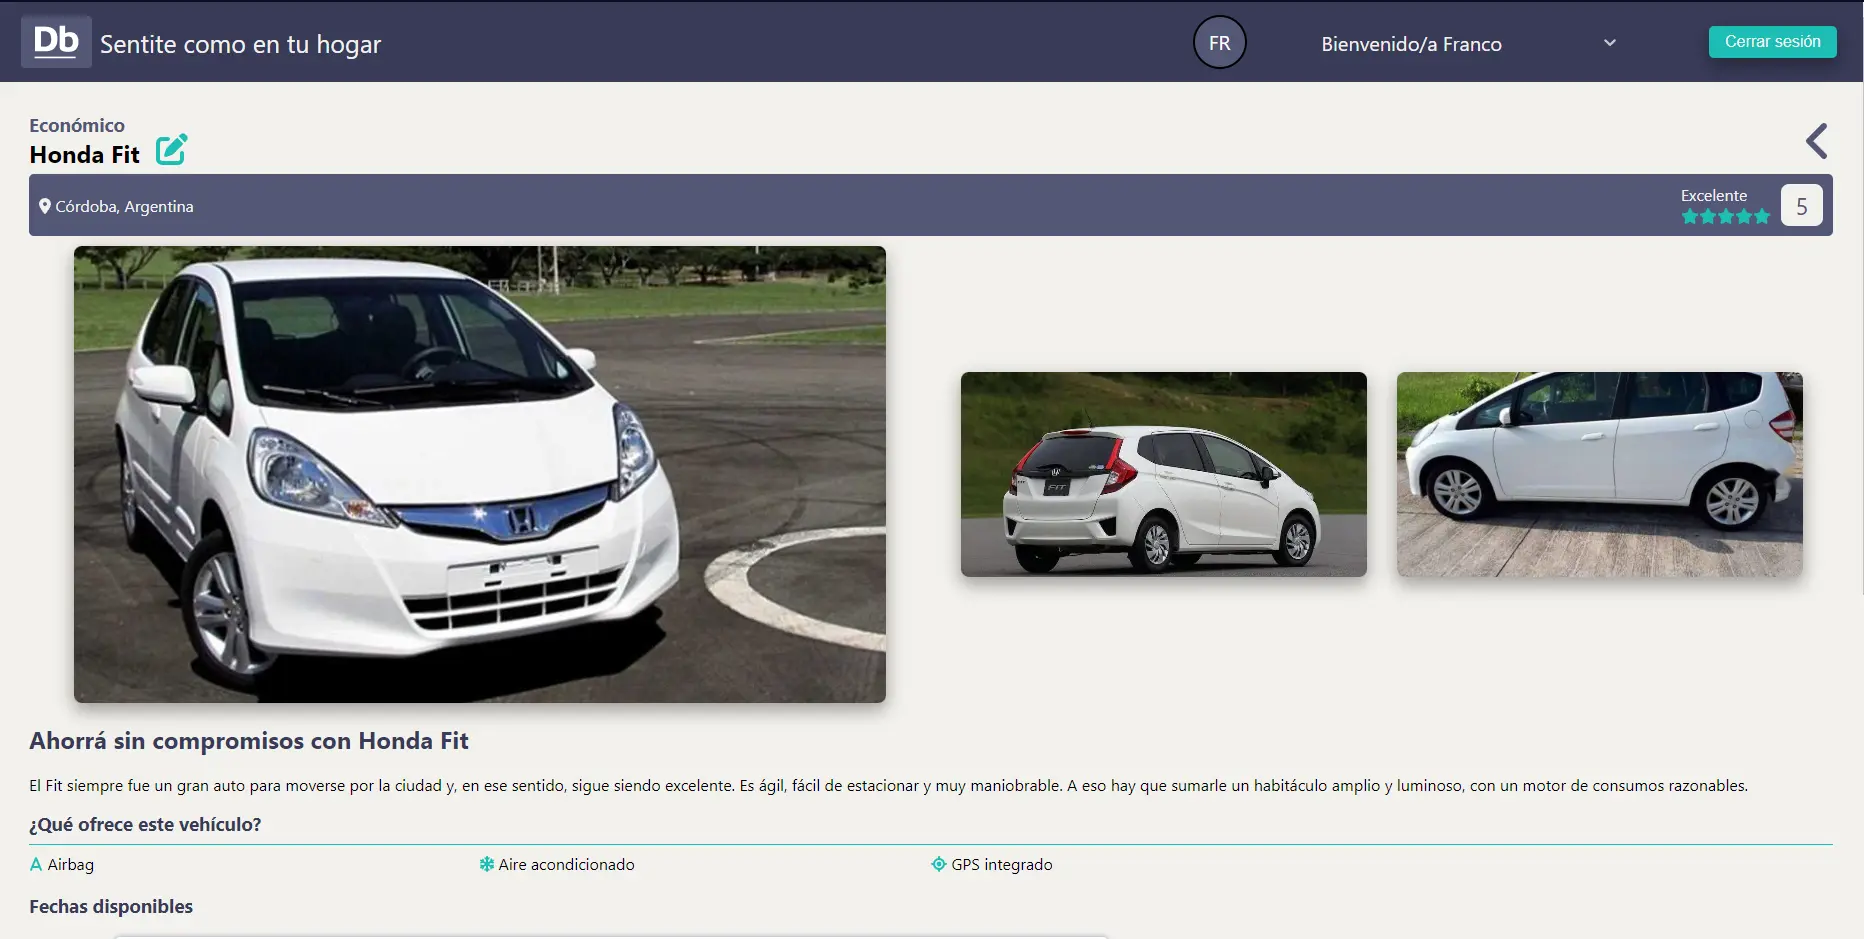 Db
Sentite como en tu hogar
FR
Bienvenido/a Franco
Cerrar sesión
Económico
Honda Fit
Córdoba, Argentina
Excelente
5
FIT
Ahorrá sin compromisos con Honda Fit
El Fit siempre fue un gran auto para moverse por la ciudad y, en ese sentido, sigue siendo excelente. Es ágil, fácil de estacionar y muy maniobrable. A eso hay que sumarle un habitáculo amplio y luminoso, con un motor de consumos razonables.
¿Qué ofrece este vehículo?
Airbag
Aire acondicionado
GPS integrado
Fechas disponibles